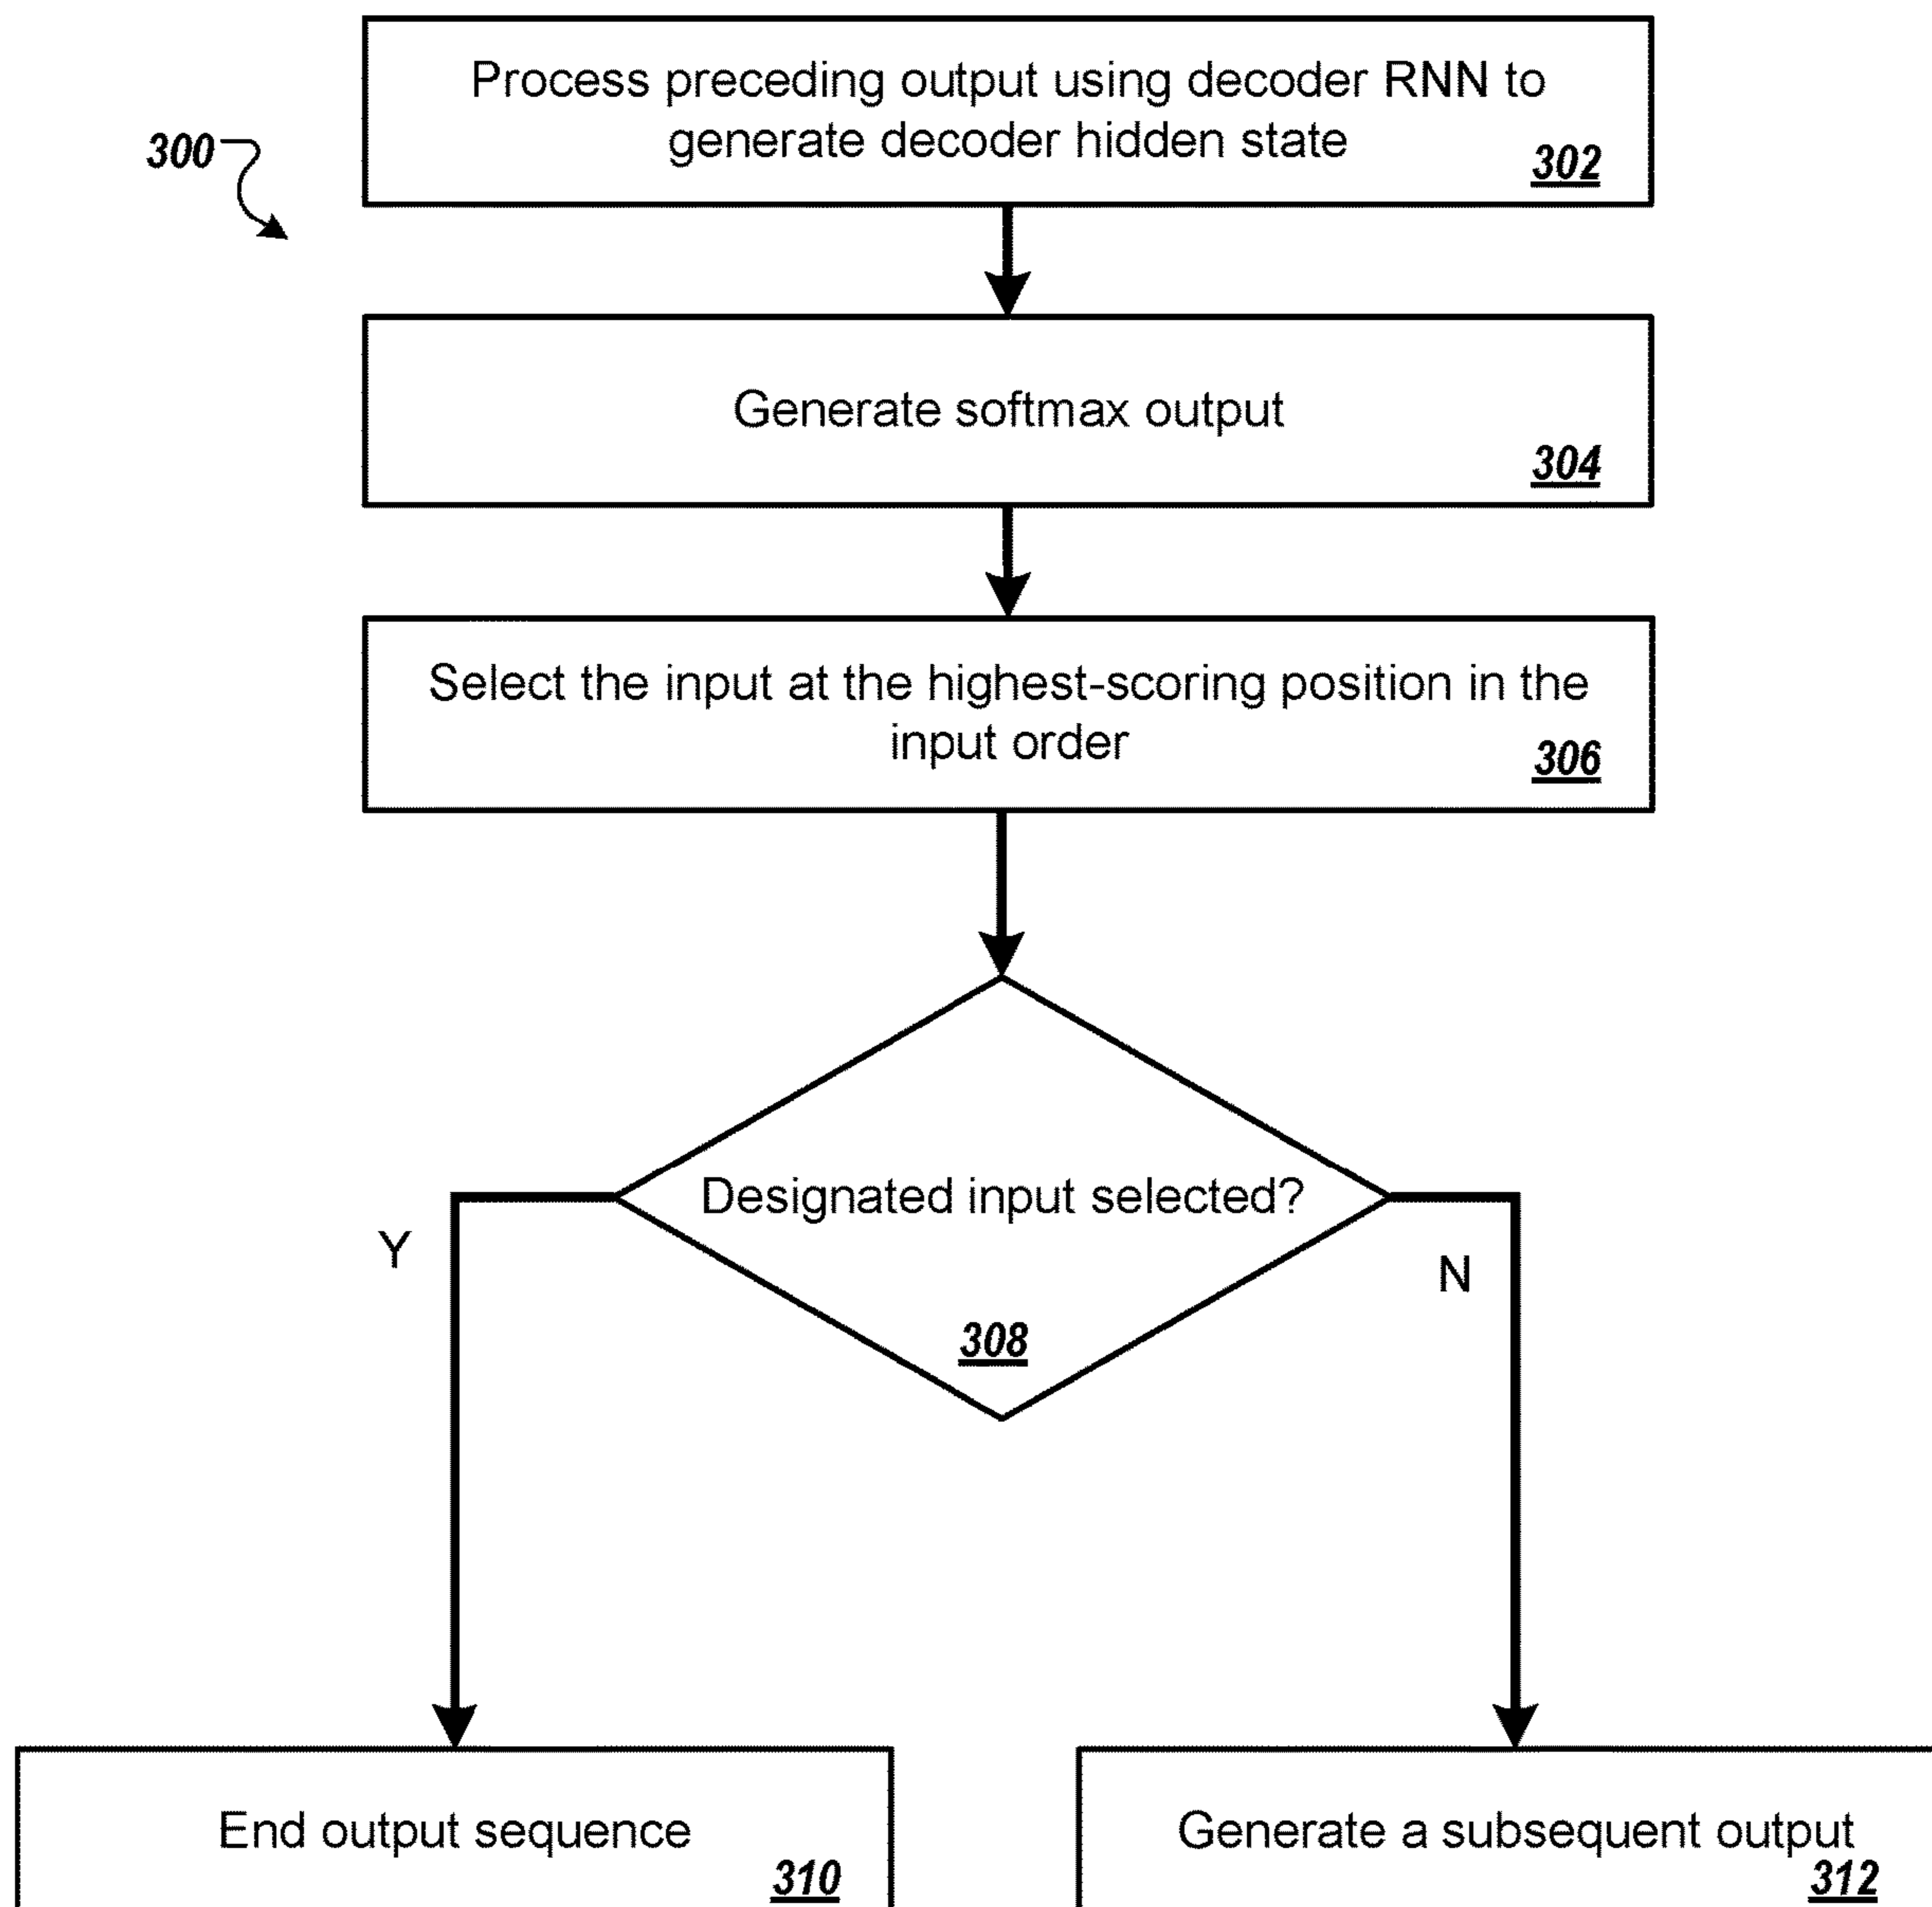 Process preceding output using decoder RNN to
generate decoder hidden state
302
300
Generate softmax output
304
Select the input at the highest-scoring position in the
input order
306
Designated input selected?
Y
N
308
End output sequence
310
Generate a subsequent output
312